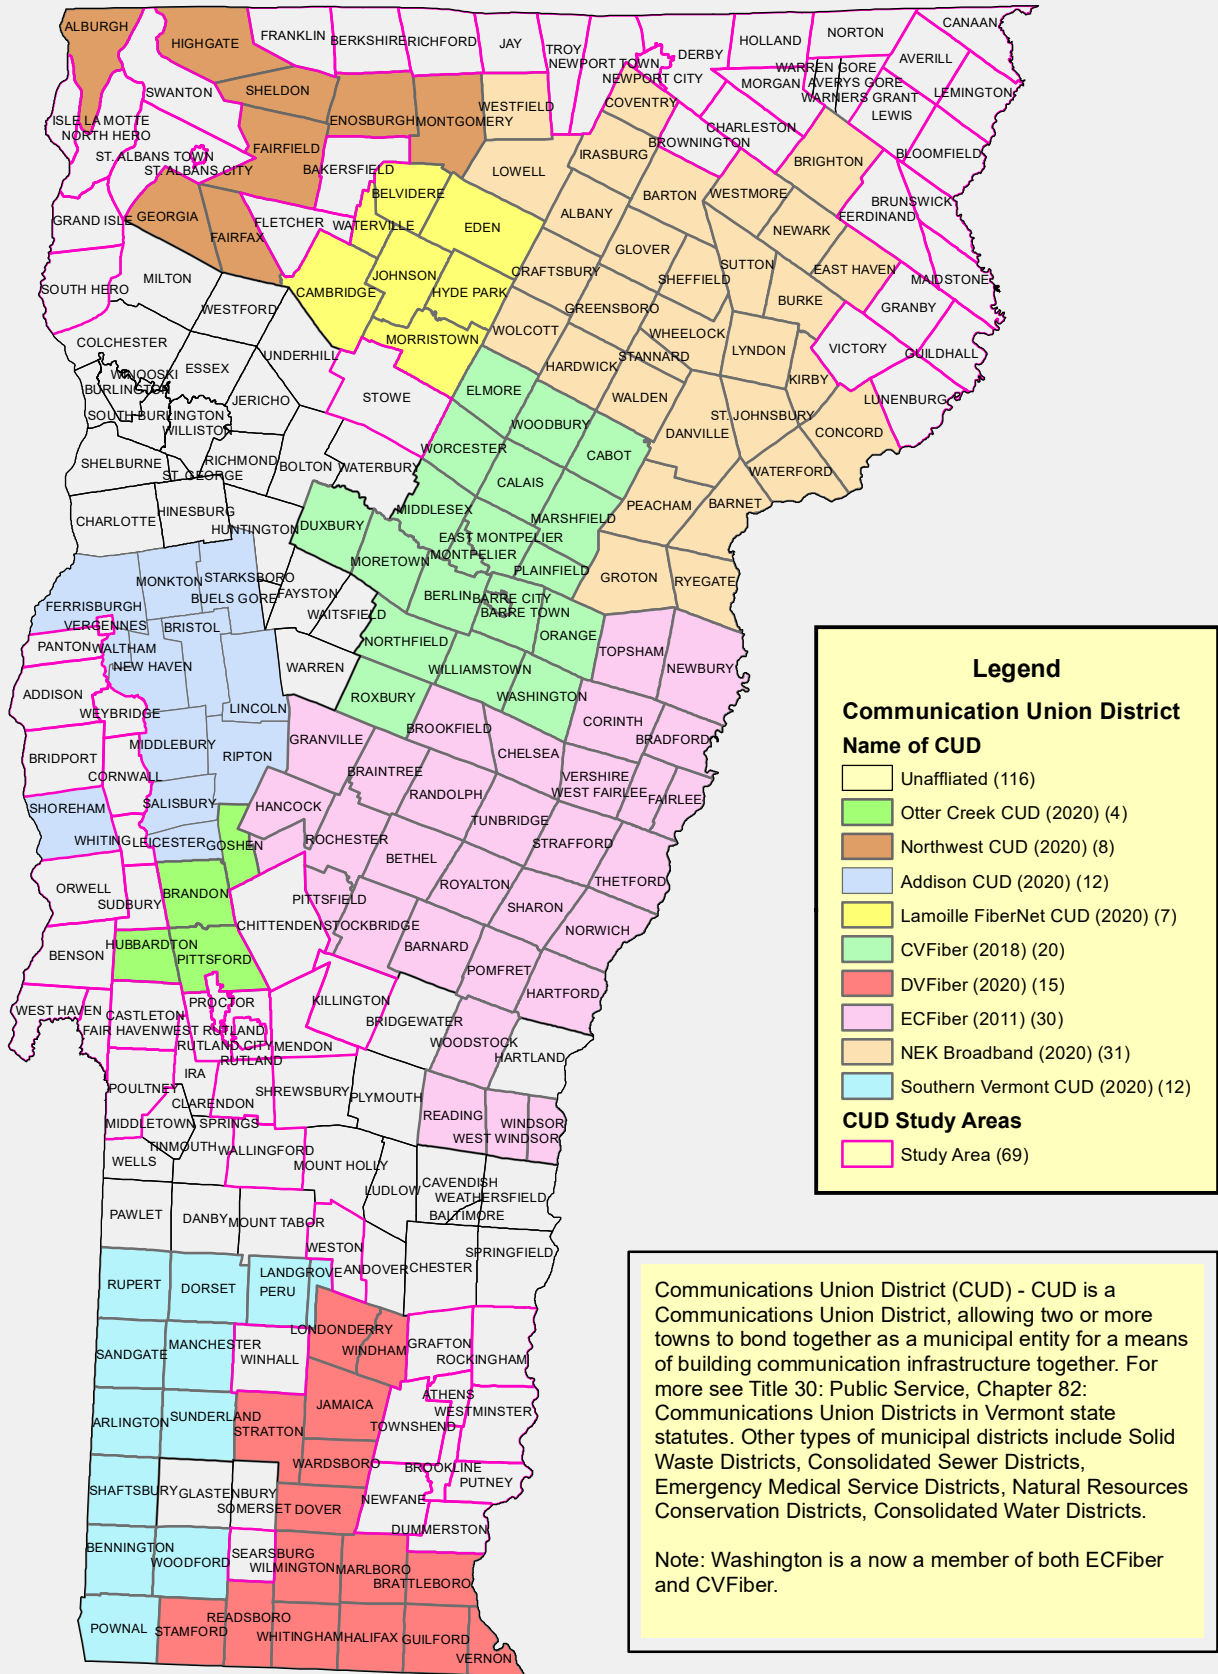 ALBURGH
HIGHGATE
FRANKLIN
BERKSHIRE
RICHFORD
JAY
TROY
NEWPORT TOWN
DERBY
HOLLAND
NORTON
CANAAN
AVERILL
WARREN GORE
AVERYS GORE
WARNERS GRANT
LEMINGTON
NEWPORT CITY
MORGAN
LEWIS
SWANTON
SHELDON
ENOSBURGH
MONTGOMERY
WESTFIELD
COVENTRY
ISLE LA MOTTE
NORTH HERO
FAIRFIELD
CHARLESTON
BROWNINGTON
BLOOMFIELD
ST. ALBANS TOWN
ST. ALBANS CITY
BAKERSFIELD
LOWELL
IRASBURG
BRIGHTON
BELVIDERE
BARTON
WESTMORE
BRUNSWICK
FERDINAND
GRAND ISLE
GEORGIA
FAIRFAX
FLETCHER
WATERVILLE
EDEN
ALBANY
NEWARK
GLOVER
SUTTON
EAST HAVEN
MAIDSTONE
SOUTH HERO
MILTON
CAMBRIDGE
JOHNSON
HYDE PARK
CRAFTSBURY
SHEFFIELD
BURKE
GRANBY
WESTFORD
GREENSBORO
WOLCOTT
WHEELOCK
COLCHESTER
MORRISTOWN
STANNARD
LYNDON
VICTORY
GUILDHALL
UNDERHILL
WINOOSKI
ESSEX
HARDWICK
KIRBY
BURLINGTON
JERICHO
STOWE
ELMORE
WALDEN
LUNENBURG
SOUTH BURLINGTON
WILLISTON
WOODBURY
ST. JOHNSBURY
DANVILLE
CONCORD
SHELBURNE
RICHMOND
ST. GEORGE
BOLTON
WATERBURY
WORCESTER
CABOT
WATERFORD
CALAIS
CHARLOTTE
HINESBURG
HUNTINGTON
DUXBURY
MIDDLESEX
MARSHFIELD
PEACHAM
BARNET
EAST MONTPELIER
MONTPELIER
MORETOWN
PLAINFIELD
GROTON
RYEGATE
MONKTON
STARKSBORO
BUELS GORE
FAYSTON
WAITSFIELD
BERLIN
BARRE CITY
BARRE TOWN
FERRISBURGH
VERGENNES
BRISTOL
NORTHFIELD
ORANGE
TOPSHAM
NEWBURY
PANTON
WALTHAM
NEW HAVEN
WARREN
WILLIAMSTOWN
WASHINGTON
ROXBURY
ADDISON
WEYBRIDGE
LINCOLN
BROOKFIELD
CORINTH
GRANVILLE
CHELSEA
BRADFORD
MIDDLEBURY
BRIDPORT
CORNWALL
RIPTON
BRAINTREE
RANDOLPH
VERSHIRE
WEST FAIRLEE
FAIRLEE
SHOREHAM
SALISBURY
HANCOCK
TUNBRIDGE
WHITING
LEICESTER
GOSHEN
ROCHESTER
STRAFFORD
BETHEL
ORWELL
SUDBURY
BRANDON
PITTSFIELD
ROYALTON
THETFORD
SHARON
CHITTENDEN
STOCKBRIDGE
NORWICH
HUBBARDTON
PITTSFORD
BARNARD
BENSON
POMFRET
HARTFORD
WEST HAVEN
CASTLETON
PROCTOR
KILLINGTON
FAIR HAVEN
WEST RUTLAND
BRIDGEWATER
RUTLAND CITY
MENDON
RUTLAND
WOODSTOCK
HARTLAND
IRA
POULTNEY
CLARENDON
SHREWSBURY
PLYMOUTH
READING
WINDSOR
WEST WINDSOR
MIDDLETOWN SPRINGS
TINMOUTH
WALLINGFORD
WELLS
MOUNT HOLLY
LUDLOW
CAVENDISH
WEATHERSFIELD
BALTIMORE
PAWLET
DANBY
MOUNT TABOR
WESTON
ANDOVER
CHESTER
SPRINGFIELD
RUPERT
DORSET
LANDGROVE
PERU
LONDONDERRY
WINDHAM
GRAFTON
ROCKINGHAM
SANDGATE
MANCHESTER
WINHALL
ATHENS
WESTMINSTER
TOWNSHEND
ARLINGTON
SUNDERLAND
STRATTON
JAMAICA
WARDSBORO
BROOKLINE
PUTNEY
SHAFTSBURY
GLASTENBURY
SOMERSET
DOVER
NEWFANE
DUMMERSTON
BENNINGTON
WOODFORD
SEARSBURG
WILMINGTON
MARLBORO
BRATTLEBORO
POWNAL
STAMFORD
READSBORO
WHITINGHAM
HALIFAX
GUILFORD
VERNON
Legend
Communication Union District
Name of CUD
Unaffliated (116)
Otter Creek CUD (2020) (4)
Northwest CUD (2020) (8)
Addison CUD (2020) (12)
Lamoille FiberNet CUD (2020) (7)
CVFiber (2018) (20)
DVFiber (2020) (15)
ECFiber (2011) (30)
NEK Broadband (2020) (31)
Southern Vermont CUD (2020) (12)
CUD Study Areas
Study Area (69)
Communications Union District (CUD) - CUD is a
Communications Union District, allowing two or more
towns to bond together as a municipal entity for a means
of building communication infrastructure together. For
more see Title 30: Public Service, Chapter 82:
Communications Union Districts in Vermont state
statutes. Other types of municipal districts include Solid
Waste Districts, Consolidated Sewer Districts,
Emergency Medical Service Districts, Natural Resources
Conservation Districts, Consolidated Water Districts.
Note: Washington is a now a member of both ECFiber
and CVFiber.